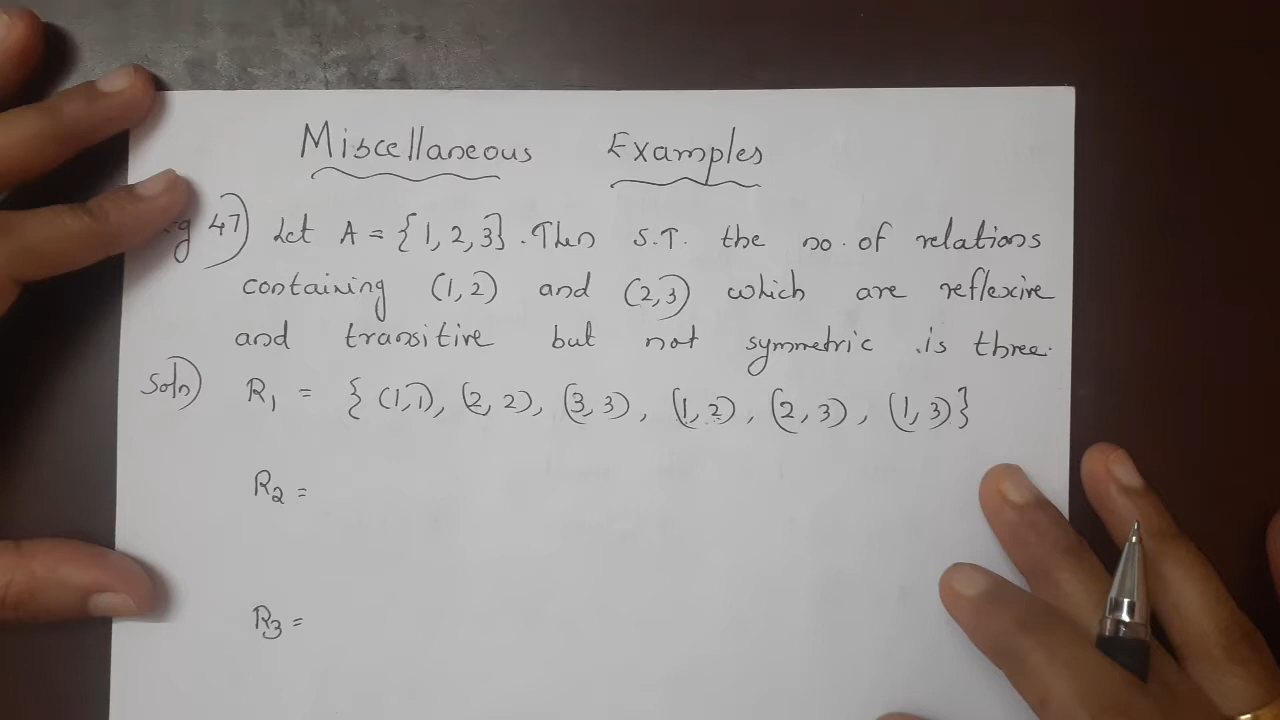 Miscellaneous Examples
47) Let A = {1, 2, 3}. Then S.T. the no. of relations
containing (1, 2) and (2, 3) which are reflexive
and transitive but not symmetric is three.
Soln) R₁ = { (1,1), (2, 2), (3, 3), (1, 2), (2, 3), (1, 3)}
R₂ =
R₃ =